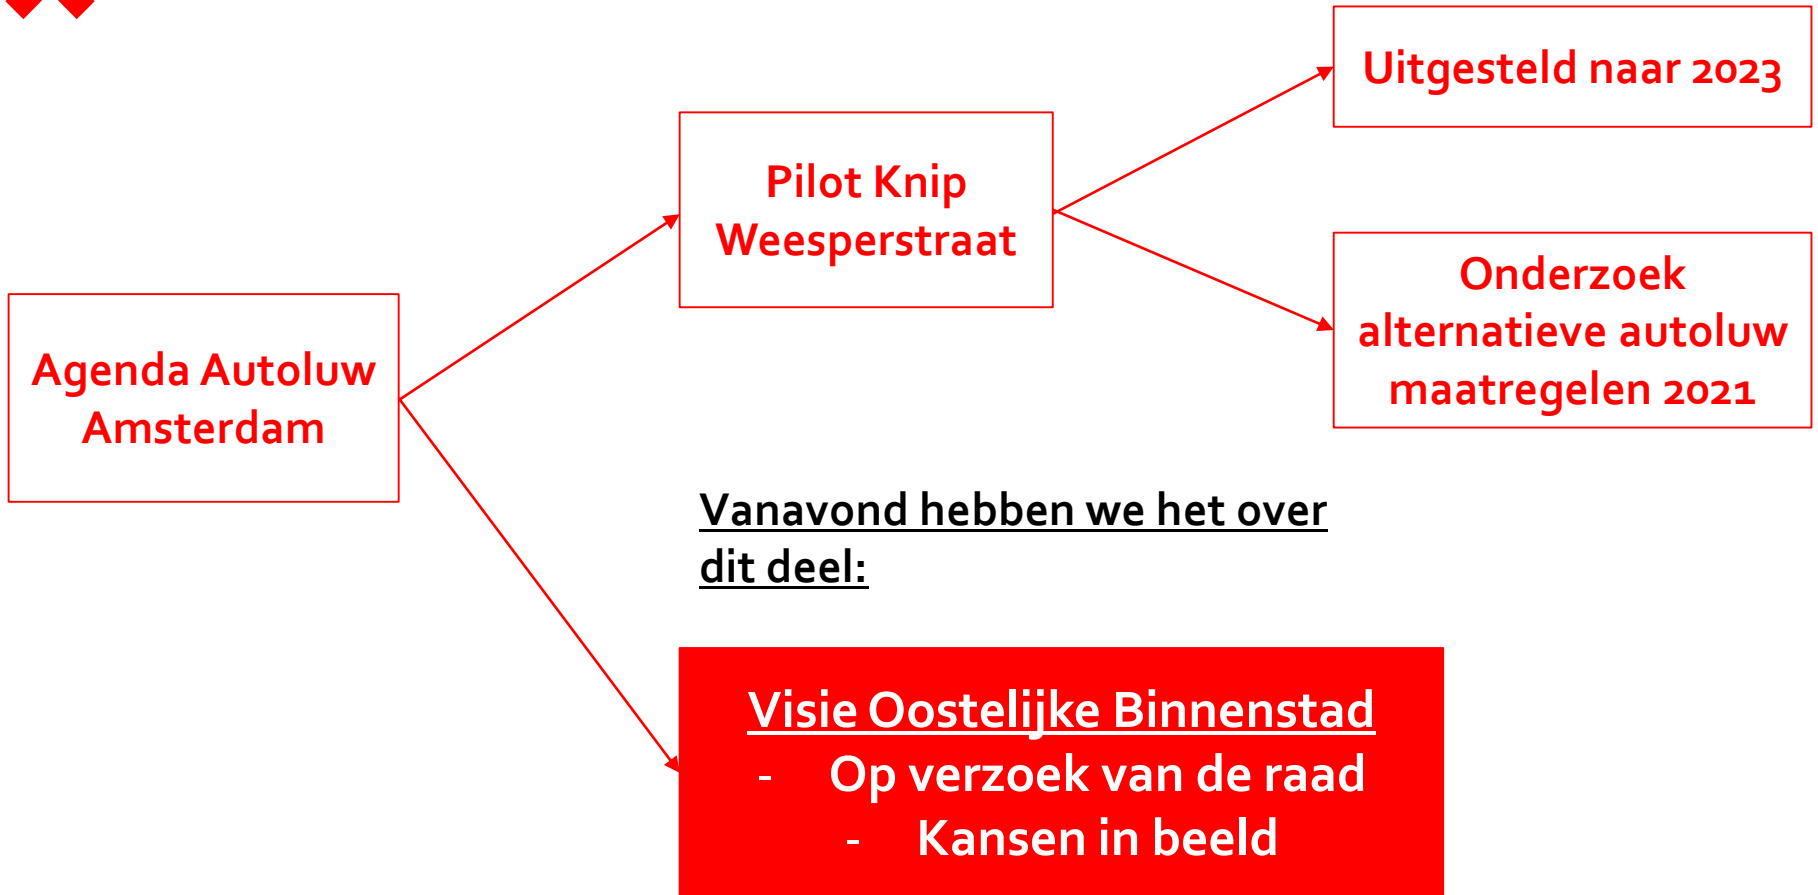 Uitgesteld naar 2023
Pilot Knip
Weesperstraat
Onderzoek
alternatieve autoluw
maatregelen 2021
Agenda Autoluw
Amsterdam
Vanavond hebben we het over
dit deel:
Visie Oostelijke Binnenstad
- Op verzoek van de raad
- Kansen in beeld